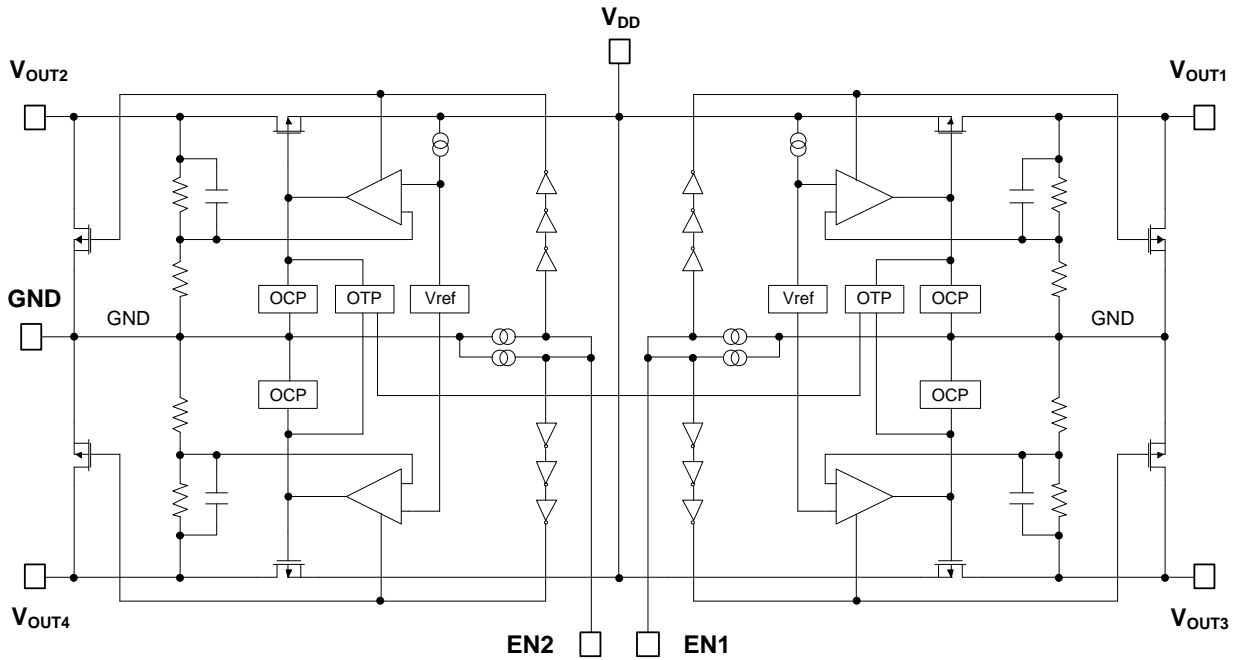 VDD
VOUT2
VOUT1
OCP
OTP
Vref
Vref
OTP
OCP
GND
GND
GND
OCP
OCP
VOUT4
EN2
EN1
VOUT3